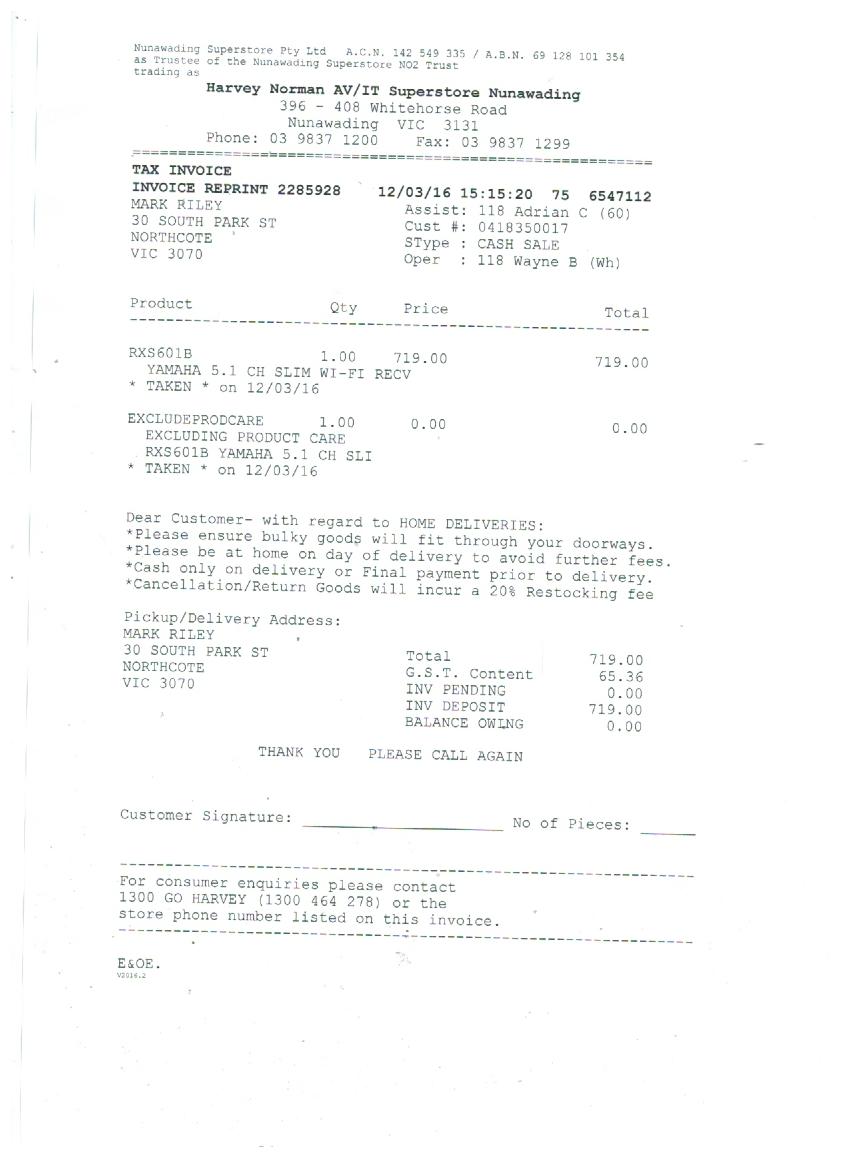 Nunawading Superstore Pty Ltd A.C.N. 142 549 335 / A.B.N. 69 128 101 354
as Trustee of the Nunawading Superstore NO2 Trust
trading as
Harvey Norman AV/IT Superstore Nunawading
396 - 408 Whitehorse Road
Nunawading VIC 3131
Phone: 03 9837 1200 Fax: 03 9837 1299
TAX INVOICE
INVOICE REPRINT 2285928 12/03/16 15:15:20 75 6547112
MARK RILEY Assist: 118 Adrian C (60)
30 SOUTH PARK ST Cust #: 0418350017
NORTHCOTE SType : CASH SALE
VIC 3070 Oper : 118 Wayne B (Wh)
Product Qty Price Total
RXS601B 1.00 719.00 719.00
YAMAHA 5.1 CH SLIM WI-FI RECV
* TAKEN * on 12/03/16
EXCLUDEPRODCARE 1.00 0.00 0.00
EXCLUDING PRODUCT CARE
RXS601B YAMAHA 5.1 CH SLI
* TAKEN * on 12/03/16
Dear Customer- with regard to HOME DELIVERIES:
*Please ensure bulky goods will fit through your doorways.
*Please be at home on day of delivery to avoid further fees.
*Cash only on delivery or Final payment prior to delivery.
*Cancellation/Return Goods will incur a 20% Restocking fee
Pickup/Delivery Address:
MARK RILEY
30 SOUTH PARK ST Total 719.00
NORTHCOTE G.S.T. Content 65.36
VIC 3070 INV PENDING 0.00
INV DEPOSIT 719.00
BALANCE OWING 0.00
THANK YOU PLEASE CALL AGAIN
Customer Signature: No of Pieces:
For consumer enquiries please contact
1300 GO HARVEY (1300 464 278) or the
store phone number listed on this invoice.
E&OE.
V2016.2